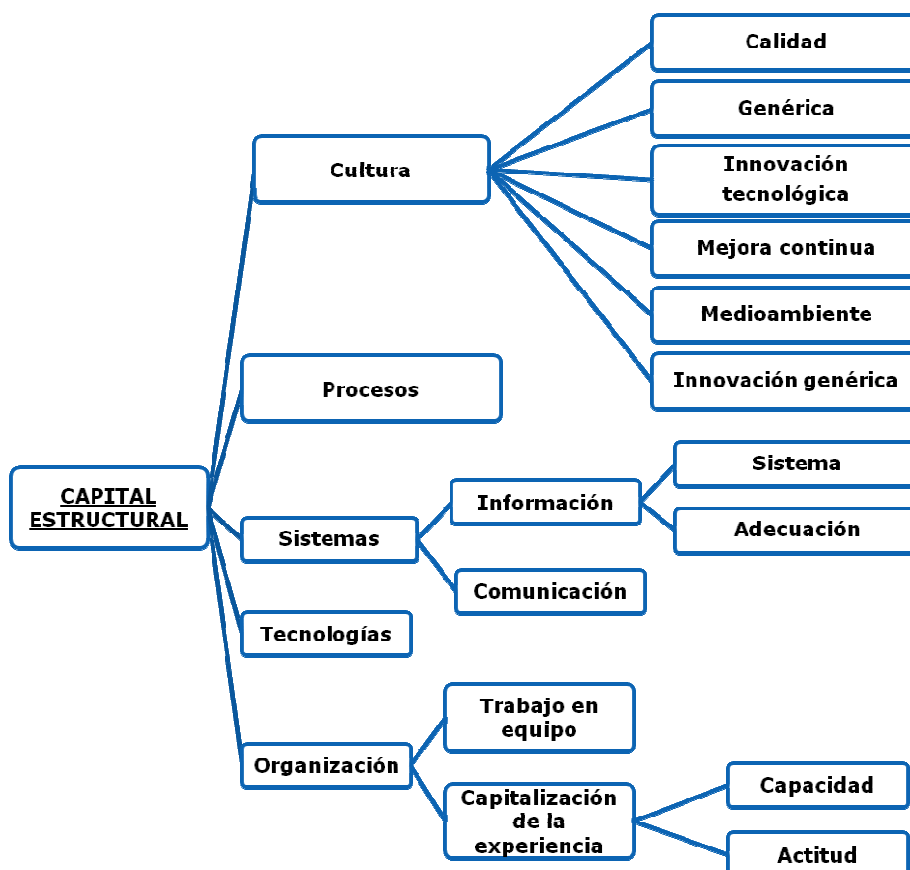 Calidad
Genérica
Cultura
Innovación
tecnológica
Mejora continua
Medioambiente
Innovación genérica
Procesos
CAPITAL
ESTRUCTURAL
Sistemas
Información
Sistema
Adecuación
Comunicación
Tecnologías
Organización
Trabajo en
equipo
Capitalización
de la
experiencia
Capacidad
Actitud